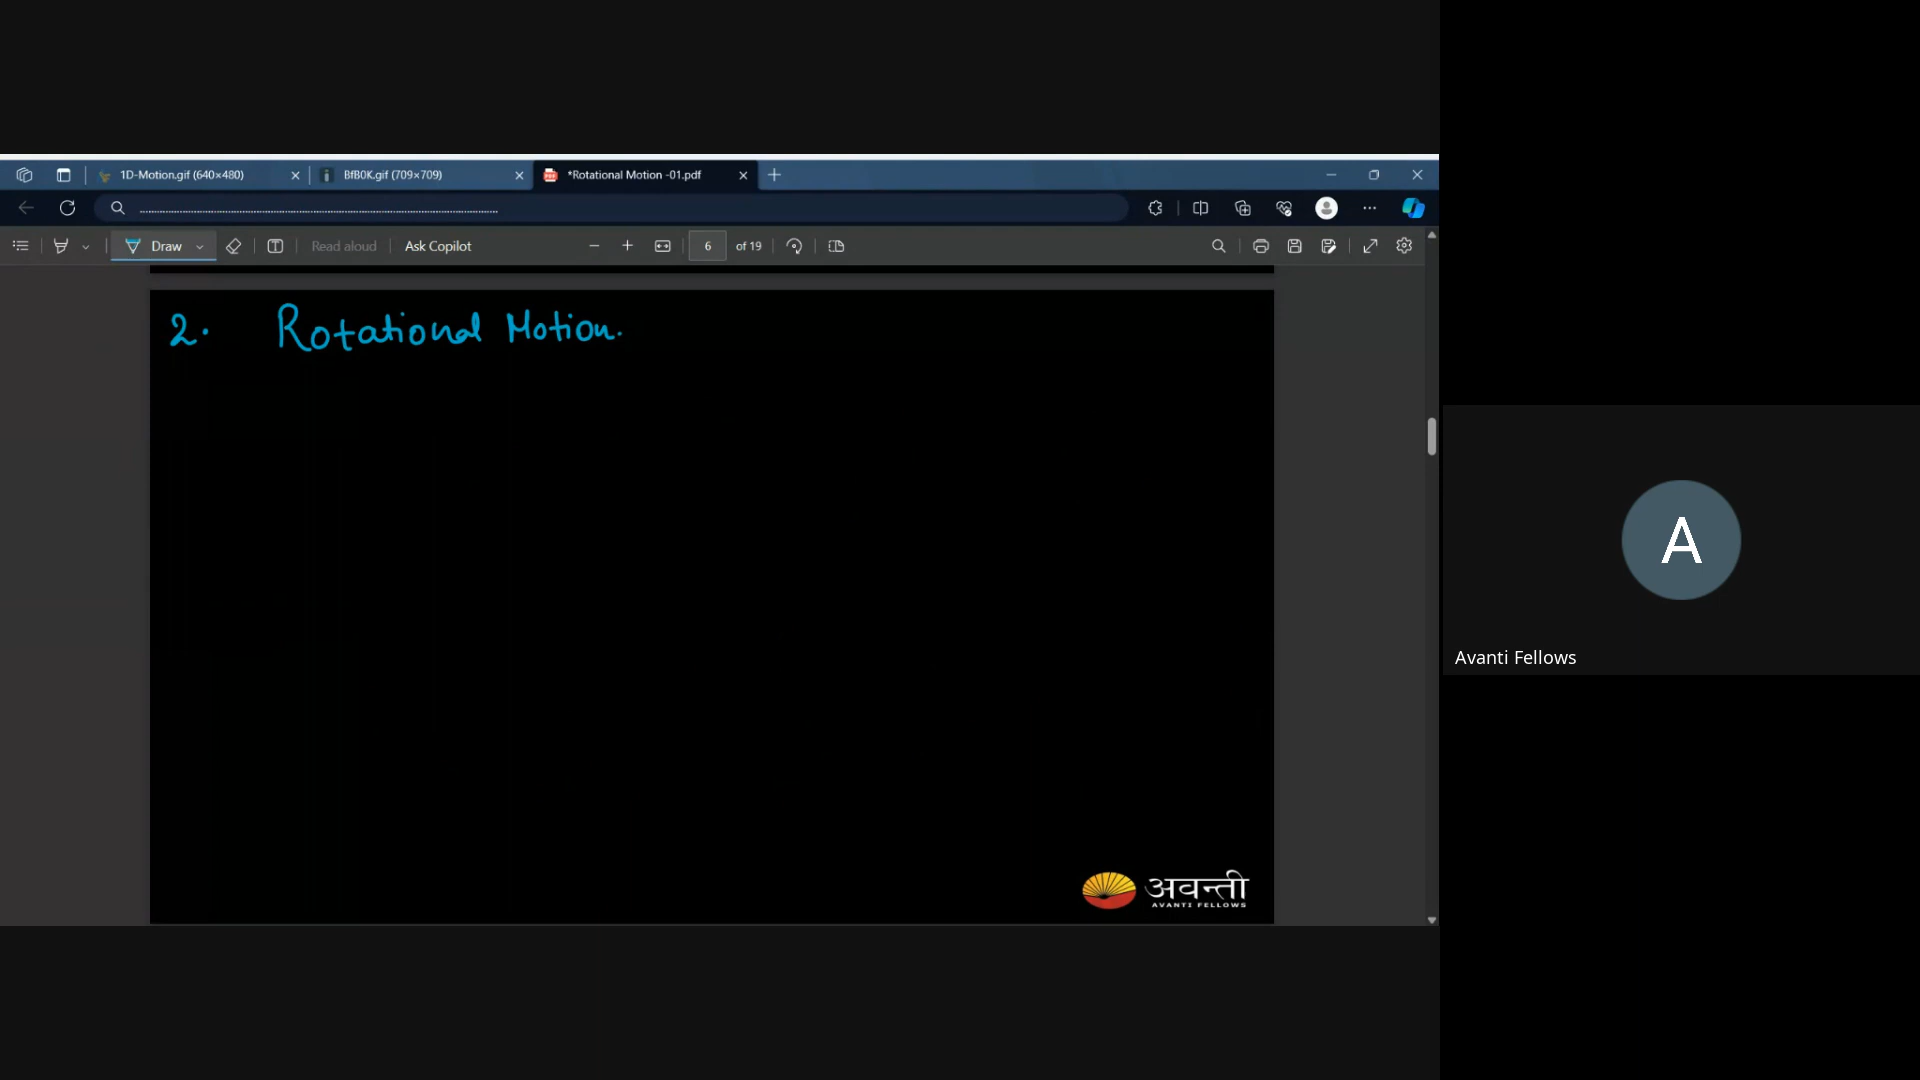 1D-Motion.gif (640×480)
BfB0K.gif (709×709)
*Rotational Motion -01.pdf
Draw
Read aloud
Ask Copilot
6 of 19
2. Rotational Motion.
अवन्ती
AVANTI FELLOWS
A
Avanti Fellows